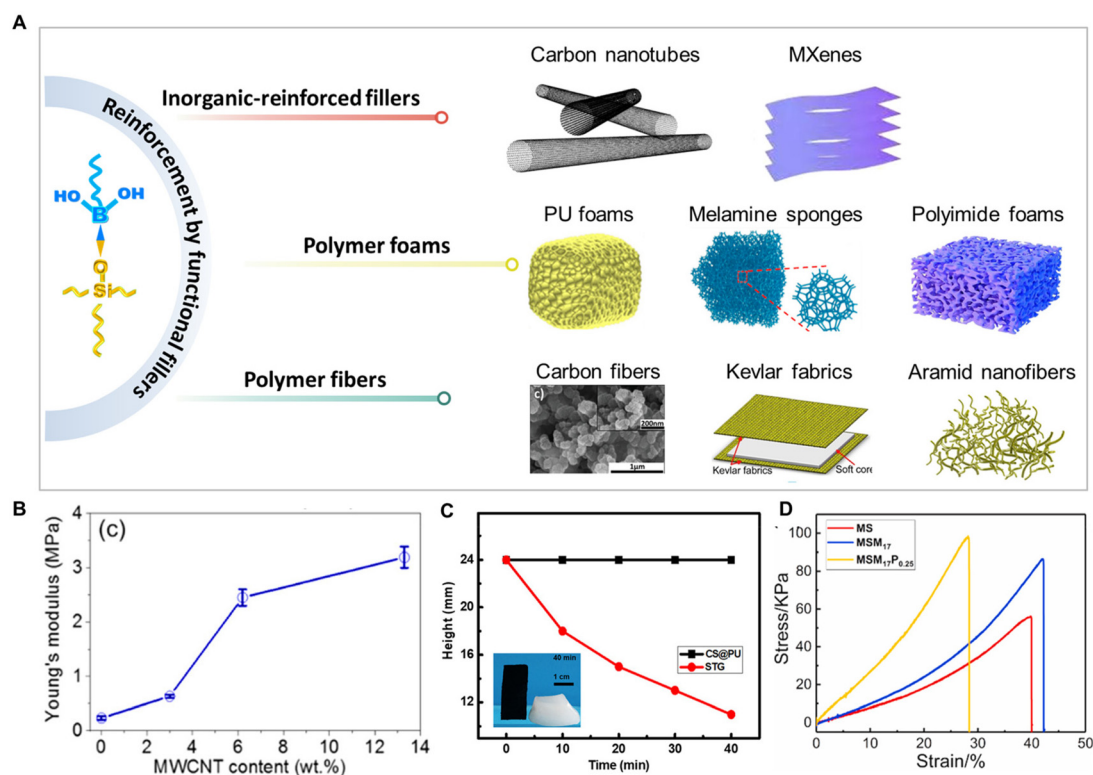 A
Reinforcement by functional fillers
HO
OH
B
O
Si
Inorganic-reinforced fillers
Carbon nanotubes
MXenes
Polymer foams
PU foams
Melamine sponges
Polyimide foams
Polymer fibers
Carbon fibers
Kevlar fabrics
Aramid nanofibers
c)
200nm
1μm
Kevlar fabrics
Soft core
B
(c)
Young's modulus (MPa)
4
3
2
1
0
0 2 4 6 8 10 12 14
MWCNT content (wt.%)
C
Height (mm)
28
24
20
16
12
CS@PU
STG
40 min
1 cm
0 10 20 30 40
Time (min)
D
Stress/KPa
100
80
60
40
20
0
MS
MSM17
MSM17P0.25
0 10 20 30 40 50
Strain/%